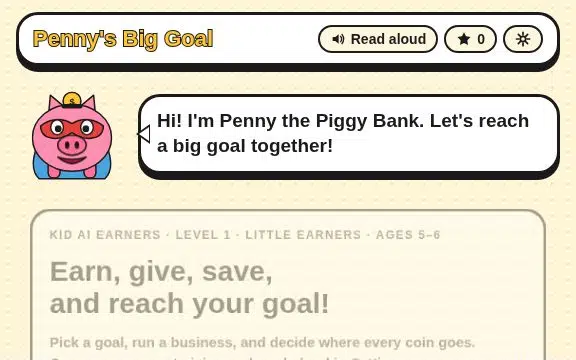 Penny's Big Goal
Read aloud
0
$
Hi! I'm Penny the Piggy Bank. Let's reach
a big goal together!
KID AI EARNERS · LEVEL 1 · LITTLE EARNERS · AGES 5–6
Earn, give, save,
and reach your goal!
Pick a goal, run a business, and decide where every coin goes.